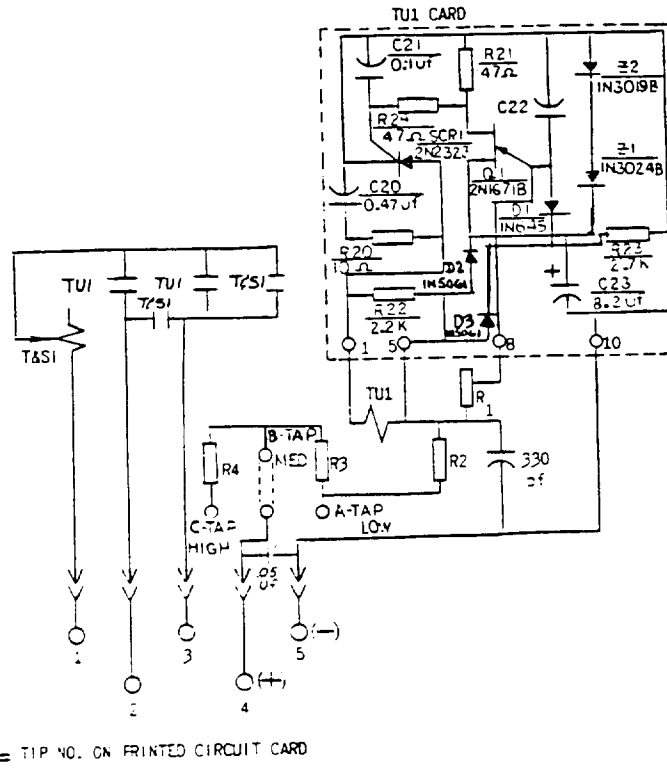 TU1 CARD
C21
0.1uf
R21
47Ω
Z2
1N3019B
C22
R24
47Ω
SCR1
2N2323
Z1
1N3024B
Q1
2N1671B
C20
0.47uf
D1
1N645
R20
10Ω
R23
2.7K
D2
1N5061
C23
8.2uf
R22
2.2K
D3
1 5 8 10
TU1 TU1 T&S1
T&S1
T&S1
TU1
R1
B-TAP
MED
R4 R3 R2 330
C-TAP
HIGH
A-TAP
LOW
.05
(-)
1 3 5
(+)
2 4
= TIP NO. ON PRINTED CIRCUIT CARD